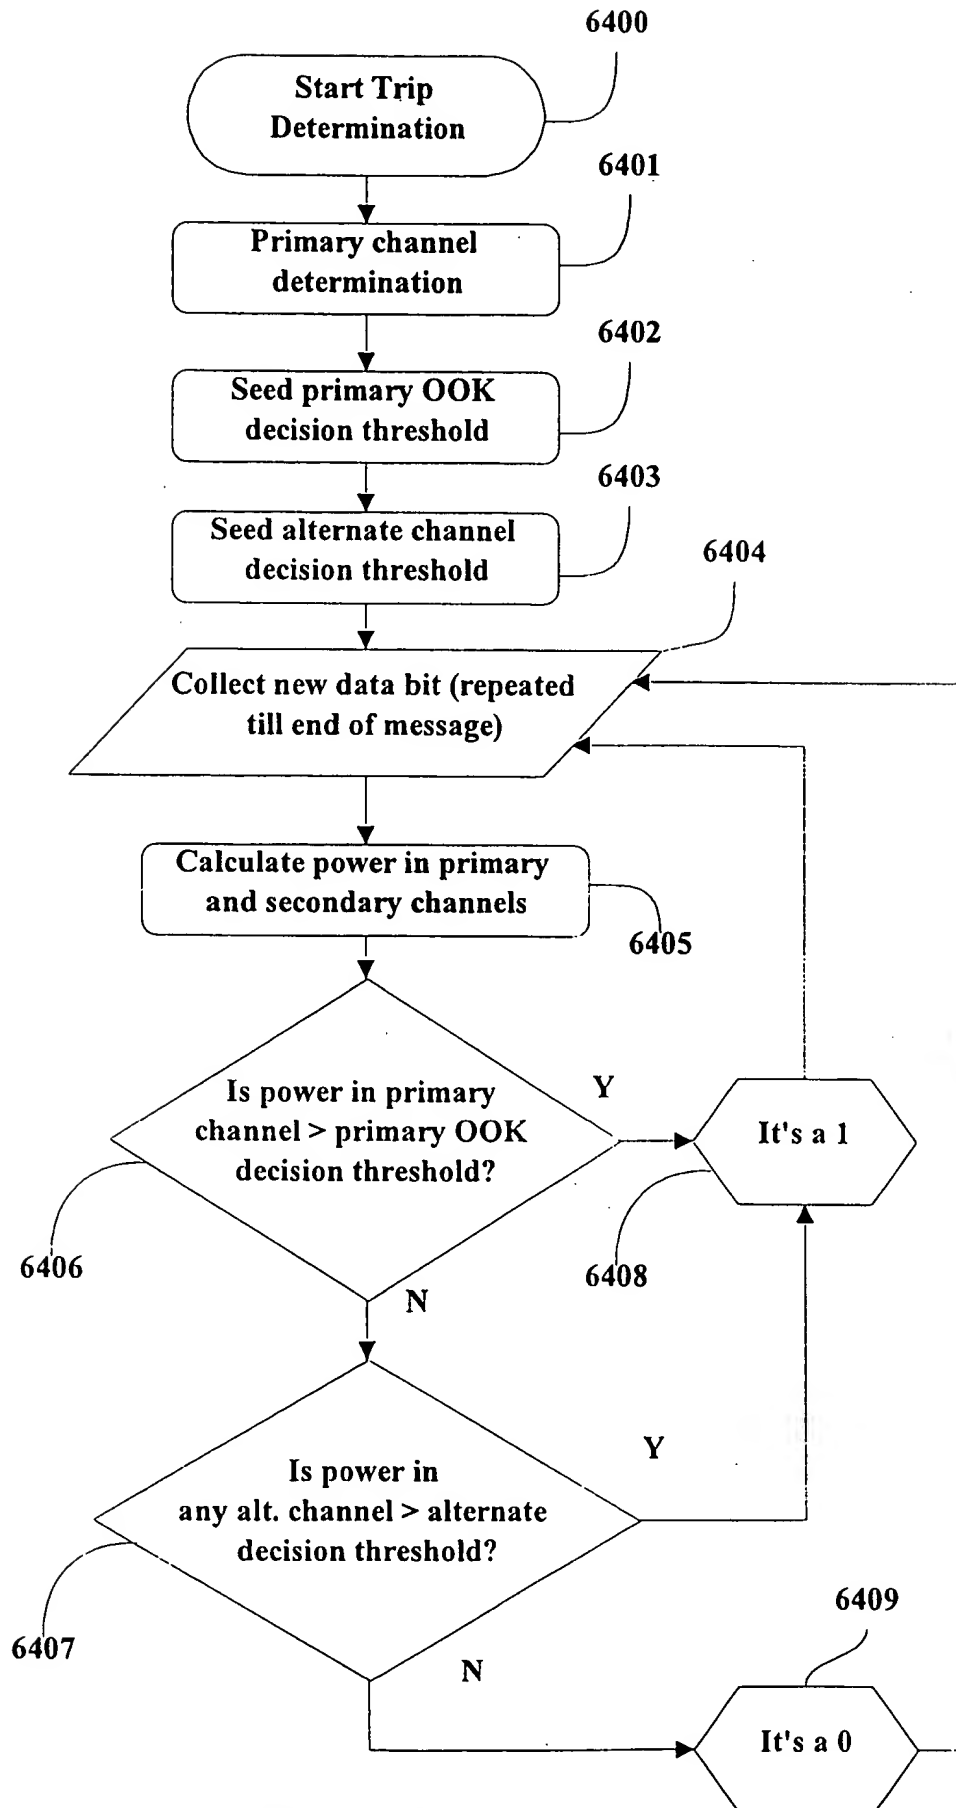 6400
Start Trip
Determination
6401
Primary channel
determination
6402
Seed primary OOK
decision threshold
6403
Seed alternate channel
decision threshold
6404
Collect new data bit (repeated
till end of message)
Calculate power in primary
and secondary channels
6405
Is power in primary
channel > primary OOK
decision threshold?
Y
It's a 1
6406
6408
N
Is power in
any alt. channel > alternate
decision threshold?
Y
6407
N
6409
It's a 0